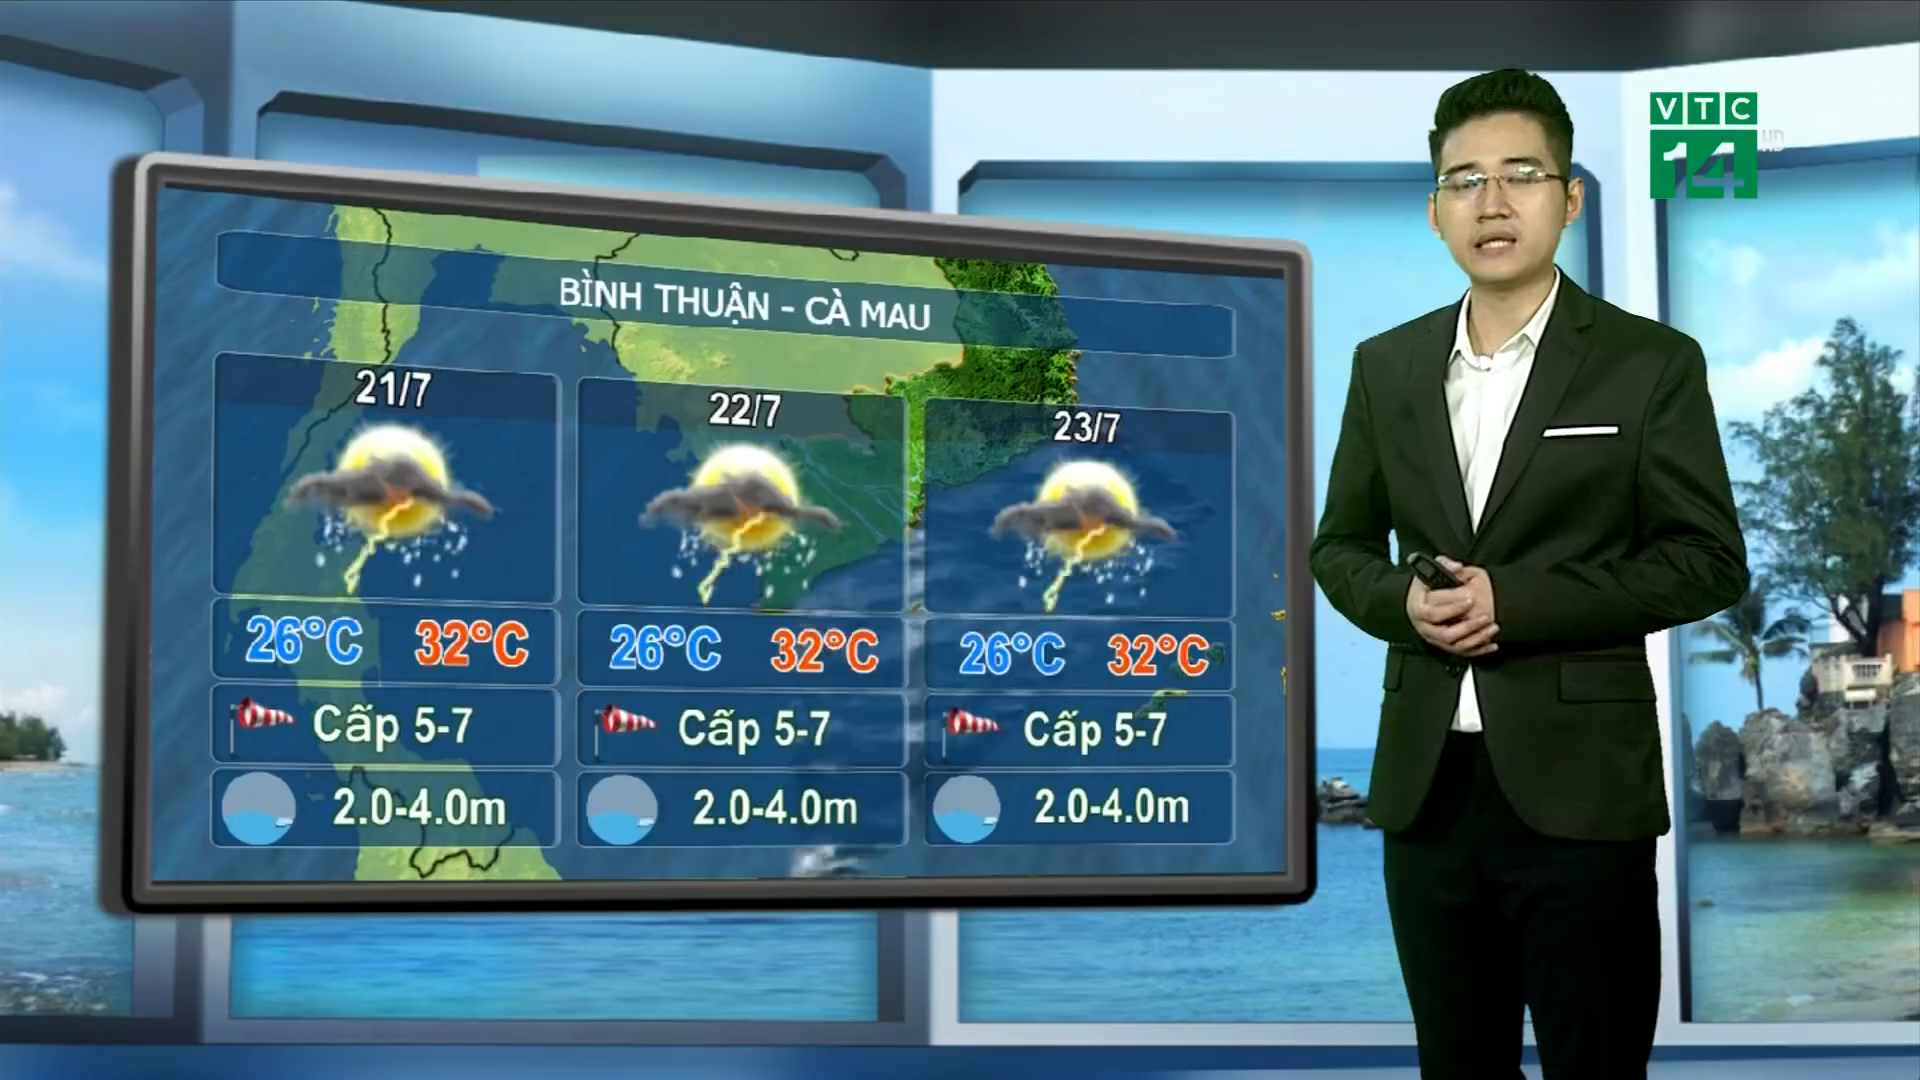 VTC
14
HD
BÌNH THUẬN - CÀ MAU
21/7
22/7
23/7
26°C 32°C
26°C 32°C
26°C 32°C
Cấp 5-7
Cấp 5-7
Cấp 5-7
2.0-4.0m
2.0-4.0m
2.0-4.0m